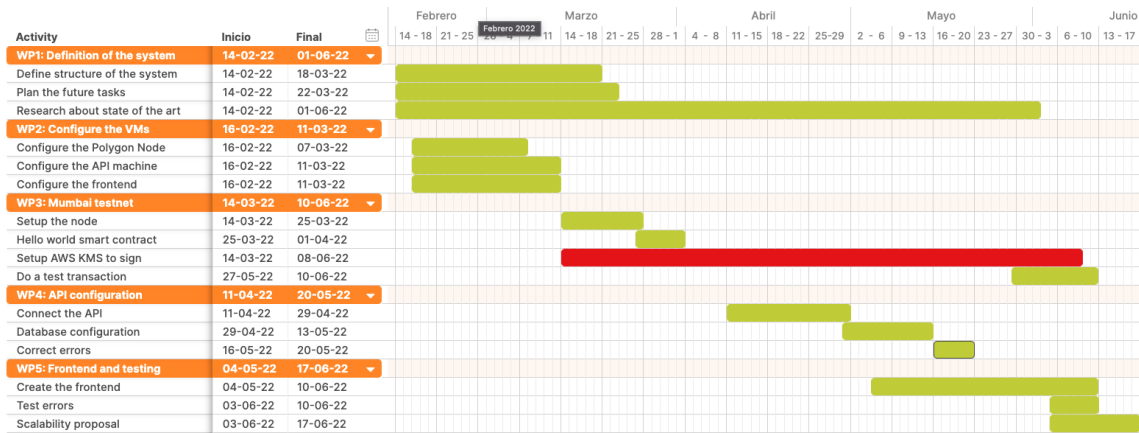 Febrero Marzo Abril Mayo Junio
Febrero 2022
Activity Inicio Final 14 - 18 21 - 25 11 14 - 18 21 - 25 28 - 1 4 - 8 11 - 15 18 - 22 25-29 2 - 6 9 - 13 16 - 20 23 - 27 30 - 3 6 - 10 13 - 17
WP1: Definition of the system 14-02-22 01-06-22
Define structure of the system 14-02-22 18-03-22
Plan the future tasks 14-02-22 22-03-22
Research about state of the art 14-02-22 01-06-22
WP2: Configure the VMs 16-02-22 11-03-22
Configure the Polygon Node 16-02-22 07-03-22
Configure the API machine 16-02-22 11-03-22
Configure the frontend 16-02-22 11-03-22
WP3: Mumbai testnet 14-03-22 10-06-22
Setup the node 14-03-22 25-03-22
Hello world smart contract 25-03-22 01-04-22
Setup AWS KMS to sign 14-03-22 08-06-22
Do a test transaction 27-05-22 10-06-22
WP4: API configuration 11-04-22 20-05-22
Connect the API 11-04-22 29-04-22
Database configuration 29-04-22 13-05-22
Correct errors 16-05-22 20-05-22
WP5: Frontend and testing 04-05-22 17-06-22
Create the frontend 04-05-22 10-06-22
Test errors 03-06-22 10-06-22
Scalability proposal 03-06-22 17-06-22